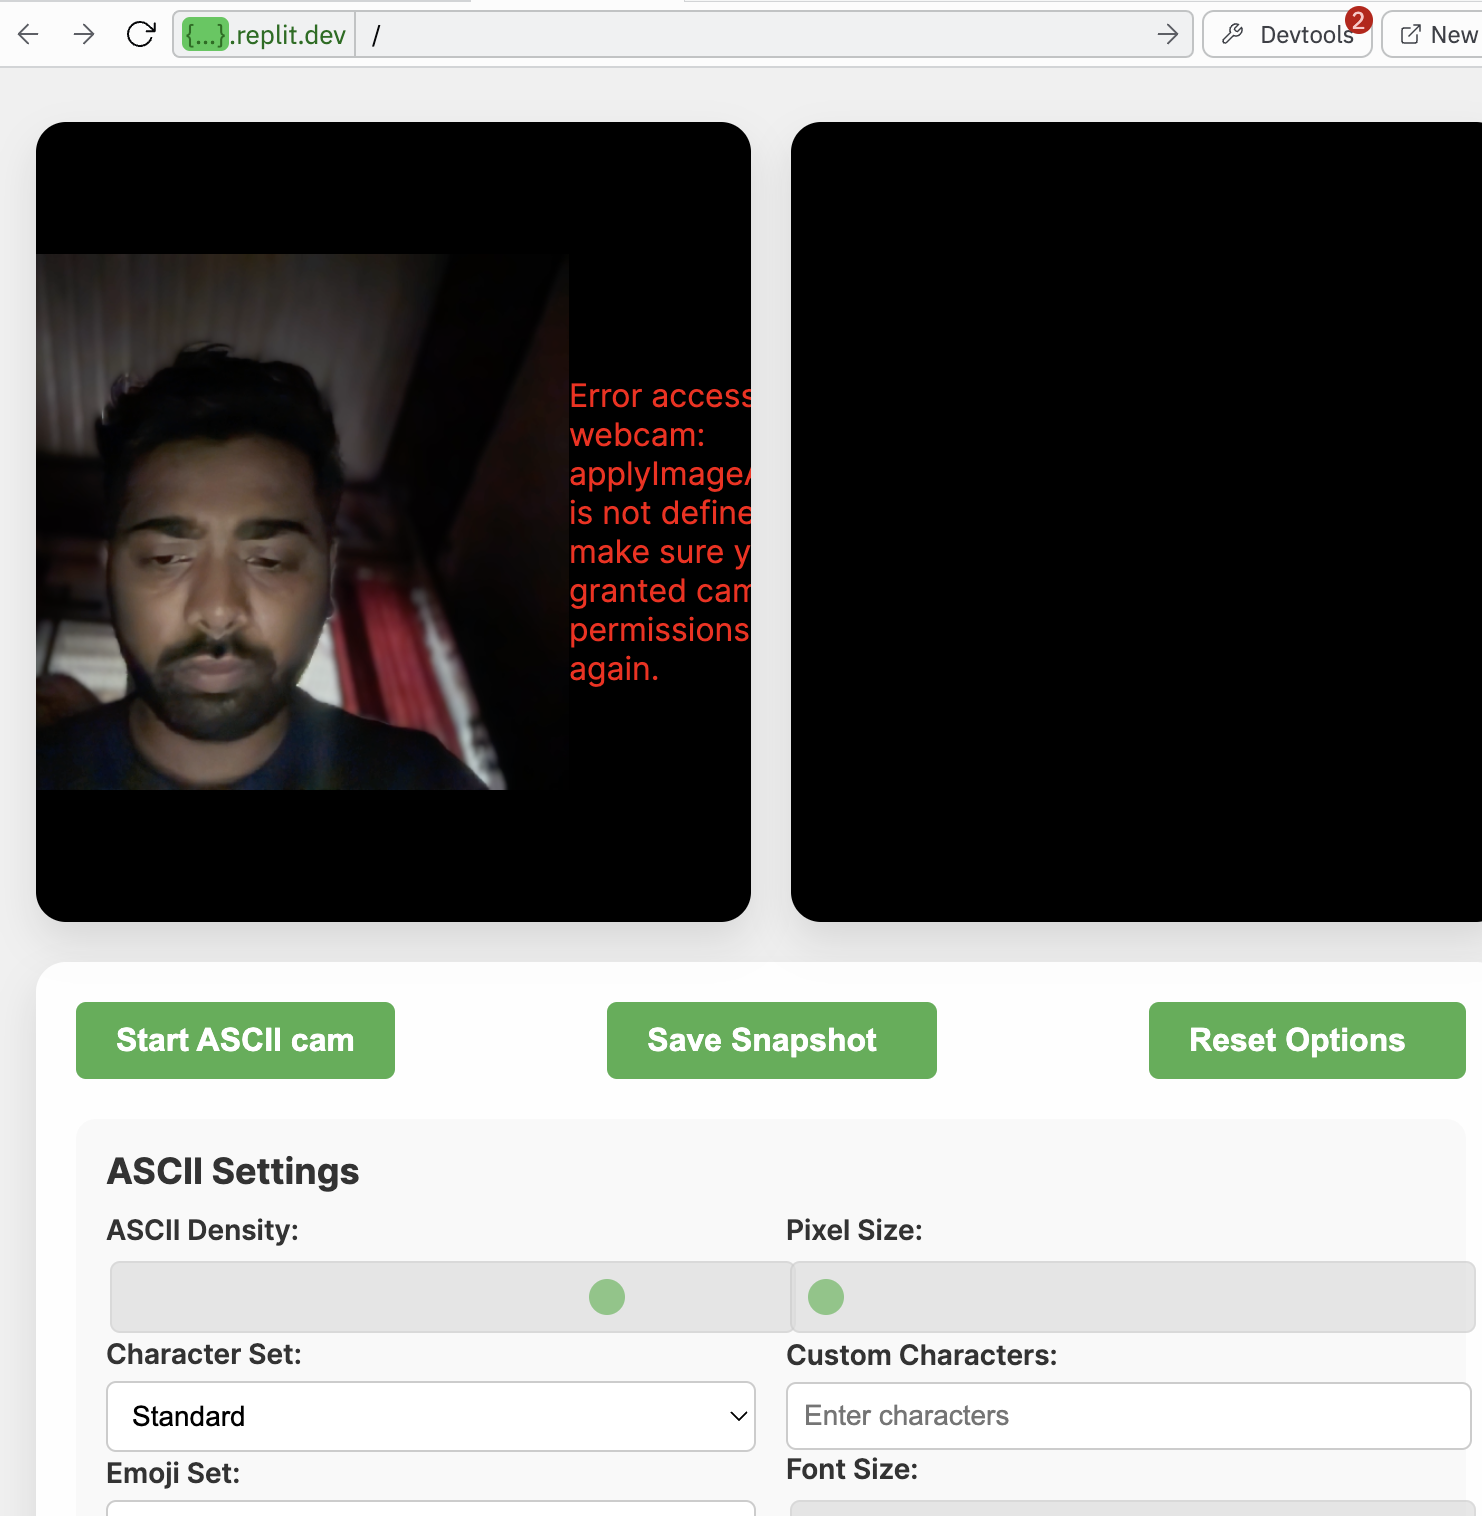 {...}.replit.dev /
Devtools 2
New
Error access
webcam:
applyImageA
is not define
make sure y
granted cam
permissions
again.
Start ASCII cam
Save Snapshot
Reset Options
ASCII Settings
ASCII Density:
Pixel Size:
Character Set:
Custom Characters:
Standard
Enter characters
Emoji Set:
Font Size: